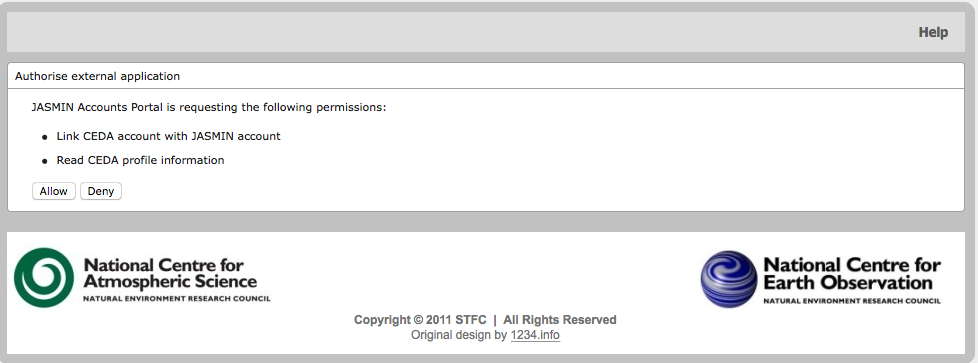 Help
Authorise external application
JASMIN Accounts Portal is requesting the following permissions:
• Link CEDA account with JASMIN account
• Read CEDA profile information
Allow Deny
National Centre for
Atmospheric Science
NATURAL ENVIRONMENT RESEARCH COUNCIL
National Centre for
Earth Observation
NATURAL ENVIRONMENT RESEARCH COUNCIL
Copyright © 2011 STFC | All Rights Reserved
Original design by 1234.info